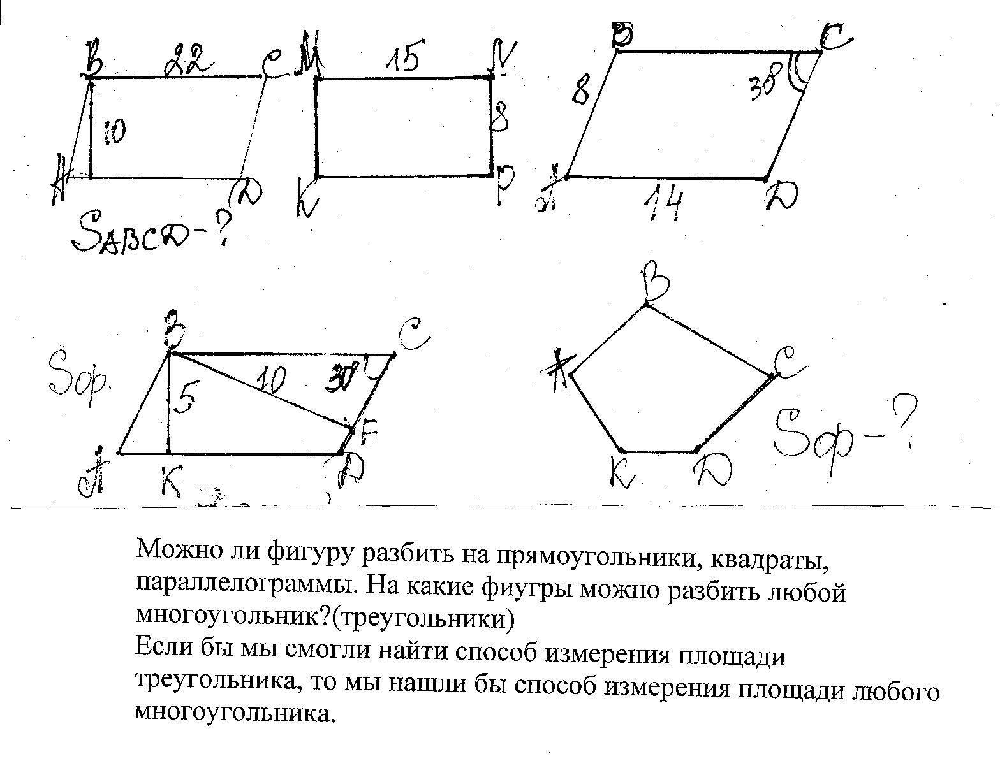 B 22 C M 15 N B C
10 8 8 30°
A D K P A 14 D
SABCD-?
B C B
Sф. 5 10 30° A C
F Sф-?
A K D K D
Можно ли фигуру разбить на прямоугольники, квадраты,
параллелограммы. На какие фиугры можно разбить любой
многоугольник?(треугольники)
Если бы мы смогли найти способ измерения площади
треугольника, то мы нашли бы способ измерения площади любого
многоугольника.